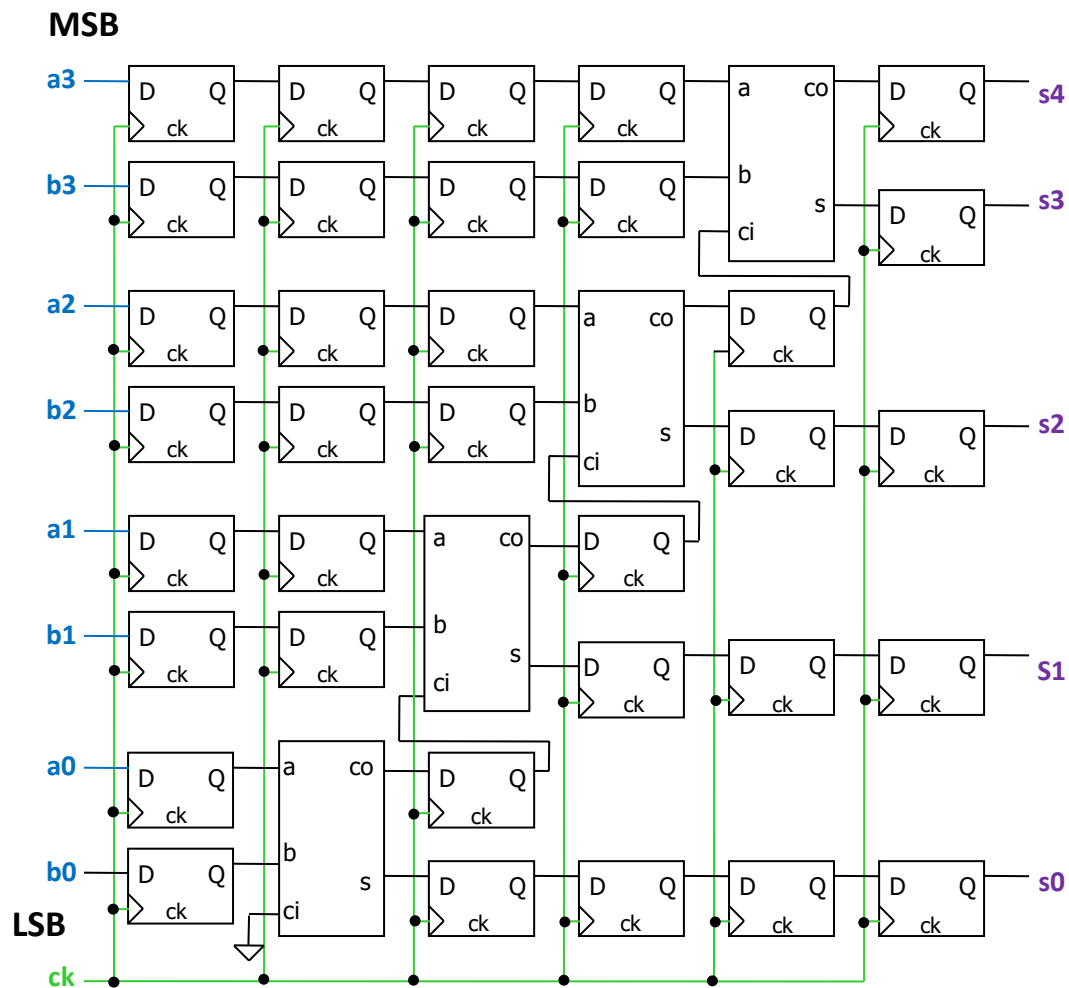 MSB
a3 D Q D Q D Q D Q a co D Q s4
ck ck ck ck ck
b3 D Q D Q D Q D Q b s D Q s3
ck ck ck ck ci ck
a2 D Q D Q D Q a co D Q
ck ck ck ck
b2 D Q D Q D Q b s D Q D Q s2
ck ck ck ci ck ck
a1 D Q D Q a co D Q
ck ck ck
b1 D Q D Q b s D Q D Q D Q S1
ck ck ci ck ck ck
a0 D Q a co D Q
ck ck
b0 D Q b s D Q D Q D Q D Q s0
LSB ck ci ck ck ck ck
ck